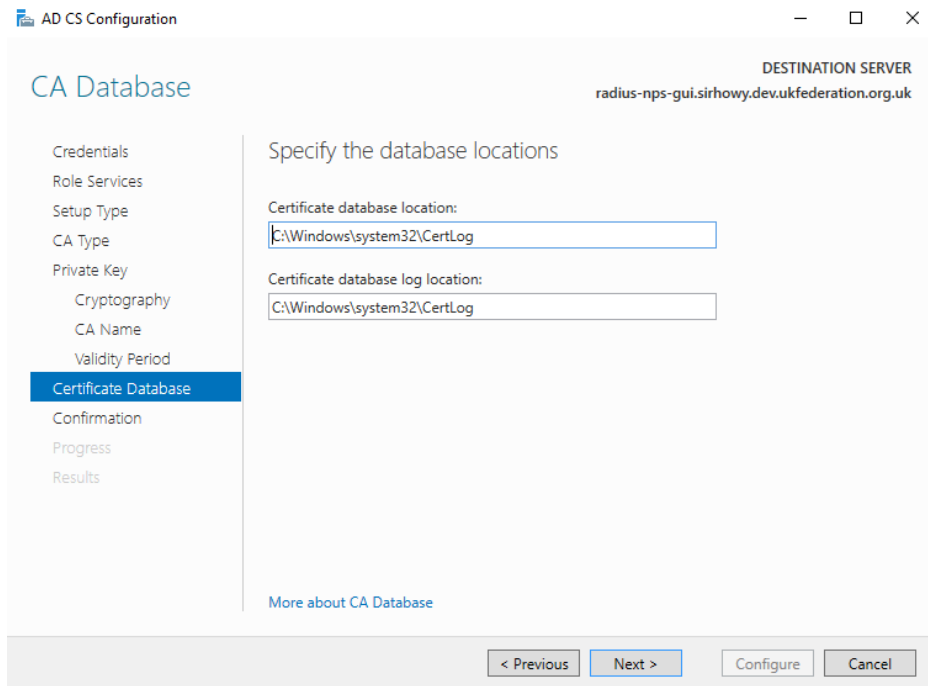 AD CS Configuration
CA Database
DESTINATION SERVER
radius-nps-gui.sirhowy.dev.ukfederation.org.uk
Credentials
Role Services
Setup Type
CA Type
Private Key
Cryptography
CA Name
Validity Period
Certificate Database
Confirmation
Progress
Results
Specify the database locations
Certificate database location:
C:\Windows\system32\CertLog
Certificate database log location:
C:\Windows\system32\CertLog
More about CA Database
< Previous
Next >
Configure
Cancel